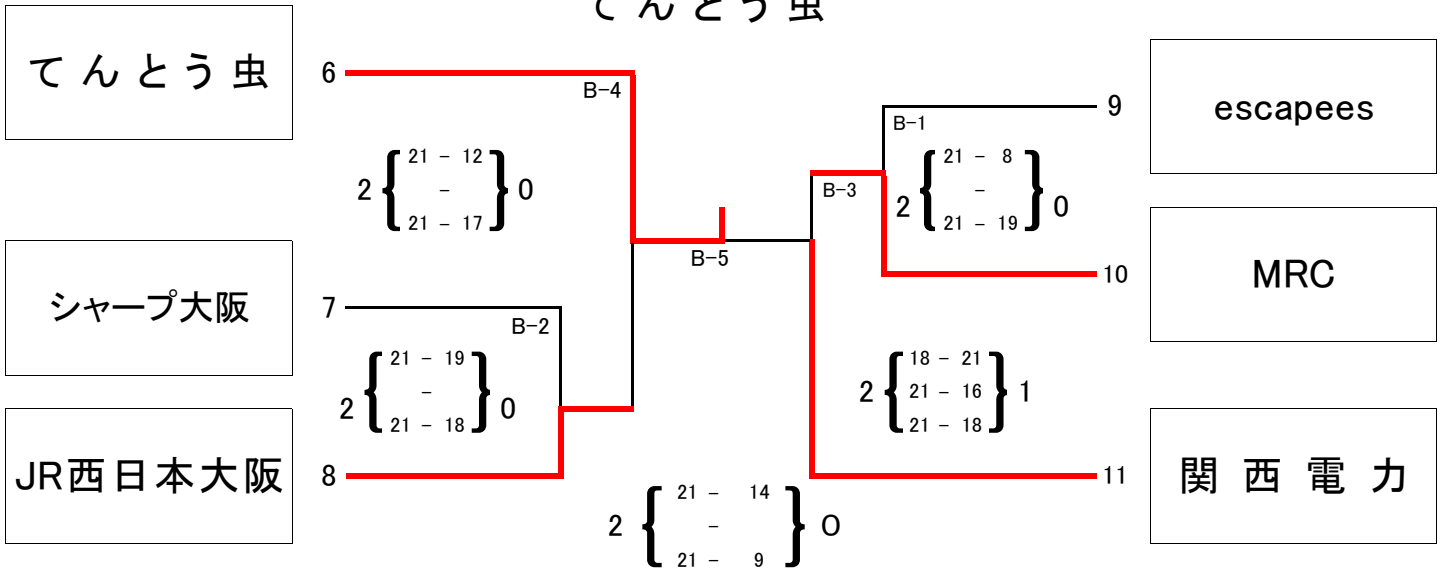 てんとう虫
てんとう虫
6
B-4
21 - 12
2 { - } 0
21 - 17
シャープ大阪
7
B-2
21 - 19
2 { - } 0
21 - 18
JR西日本大阪
8
B-5
21 - 14
2 { - } 0
21 - 9
9
escapees
B-1
21 - 8
2 { - } 0
21 - 19
B-3
10
MRC
18 - 21
2 { 21 - 16 } 1
21 - 18
11
関西電力